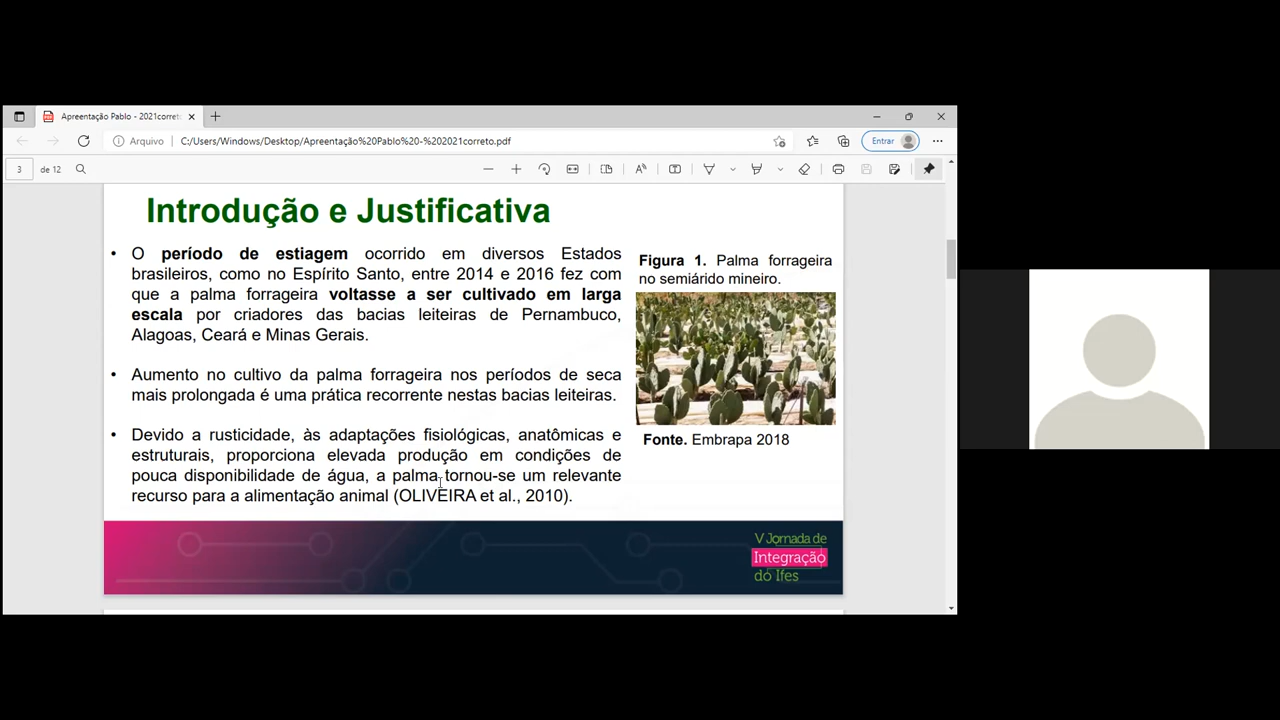 Apreentação Pablo - 2021corret
Arquivo
C:/Users/Windows/Desktop/Apreentação%20Pablo%20-%202021correto.pdf
Entrar
3 de 12
Introdução e Justificativa
• O período de estiagem ocorrido em diversos Estados
brasileiros, como no Espírito Santo, entre 2014 e 2016 fez com
que a palma forrageira voltasse a ser cultivado em larga
escala por criadores das bacias leiteiras de Pernambuco,
Alagoas, Ceará e Minas Gerais.
• Aumento no cultivo da palma forrageira nos períodos de seca
mais prolongada é uma prática recorrente nestas bacias leiteiras.
• Devido a rusticidade, às adaptações fisiológicas, anatômicas e
estruturais, proporciona elevada produção em condições de
pouca disponibilidade de água, a palma tornou-se um relevante
recurso para a alimentação animal (OLIVEIRA et al., 2010).
Figura 1. Palma forrageira
no semiárido mineiro.
Fonte. Embrapa 2018
V Jornada de
Integração
do Ifes